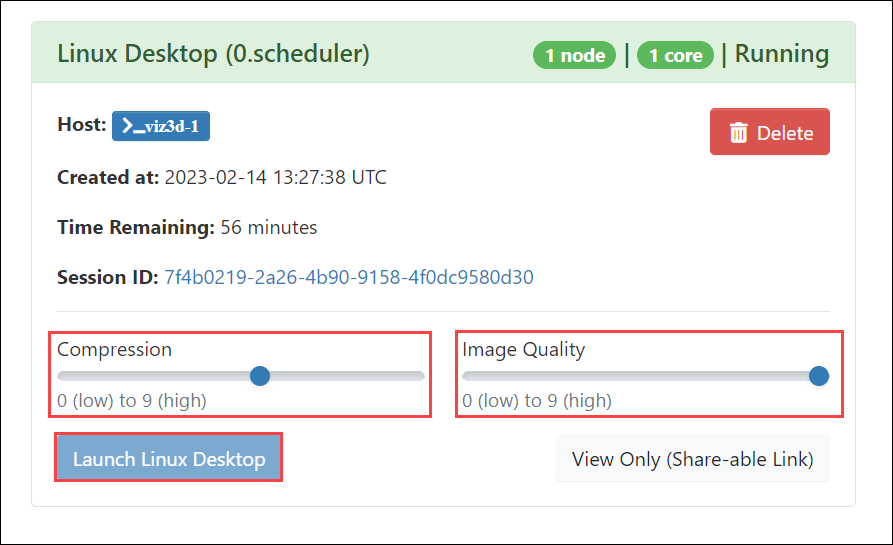 Linux Desktop (0.scheduler) 1 node | 1 core | Running
Host: >_viz3d-1 Delete
Created at: 2023-02-14 13:27:38 UTC
Time Remaining: 56 minutes
Session ID: 7f4b0219-2a26-4b90-9158-4f0dc9580d30
Compression Image Quality
0 (low) to 9 (high) 0 (low) to 9 (high)
Launch Linux Desktop View Only (Share-able Link)